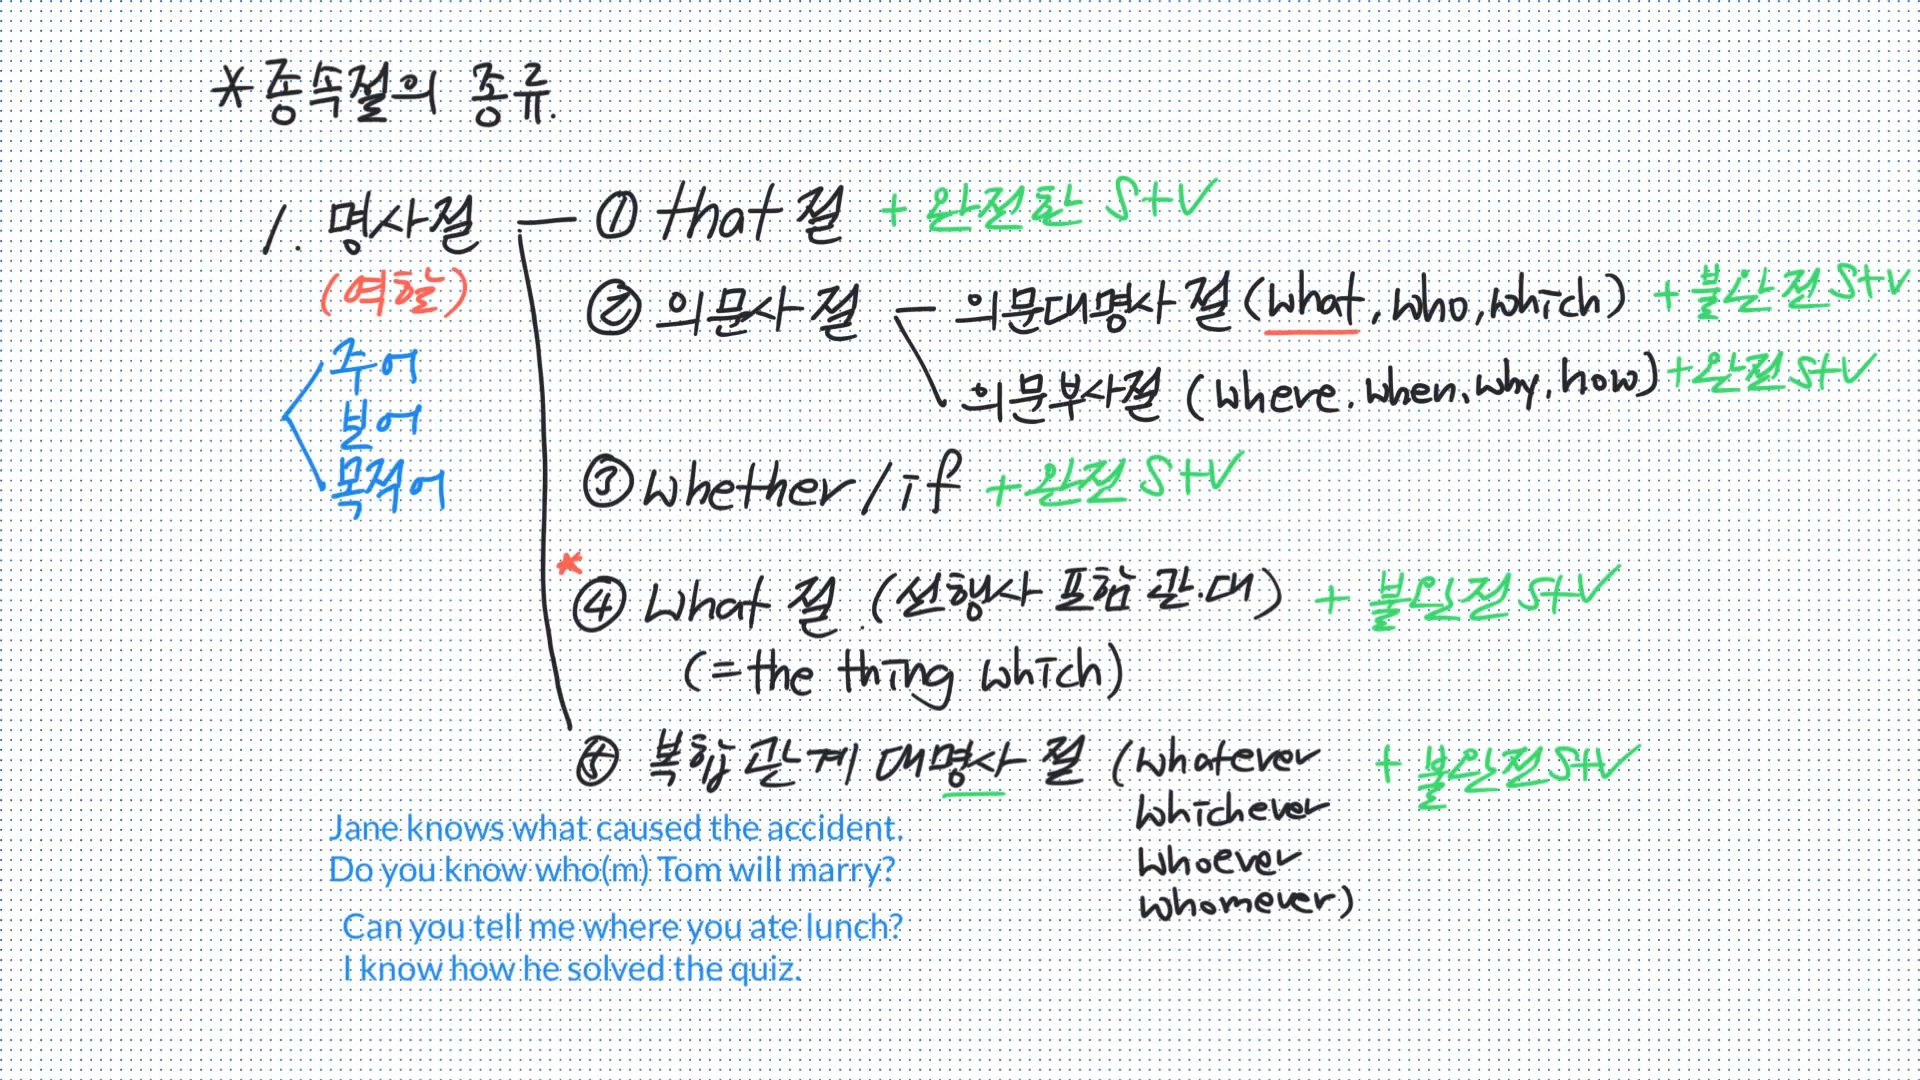 * 종속절의 종류.
1. 명사절 — ① that 절 + 완전한 S+V
(역할)
② 의문사절 — 의문대명사절 (what, who, which) + 불완전 S+V
주어
의문부사절 (where. when, why, how) + 완전 S+V
보어
목적어
③ whether/if + 완전 S+V
* ④ what 절. (선행사 포함 관.대) + 불완전 S+V
(= the thing which)
⑤ 복합 관계 대명사 절 (whatever + 불완전 S+V
whichever
whoever
whomever)
Jane knows what caused the accident.
Do you know who(m) Tom will marry?
Can you tell me where you ate lunch?
I know how he solved the quiz.